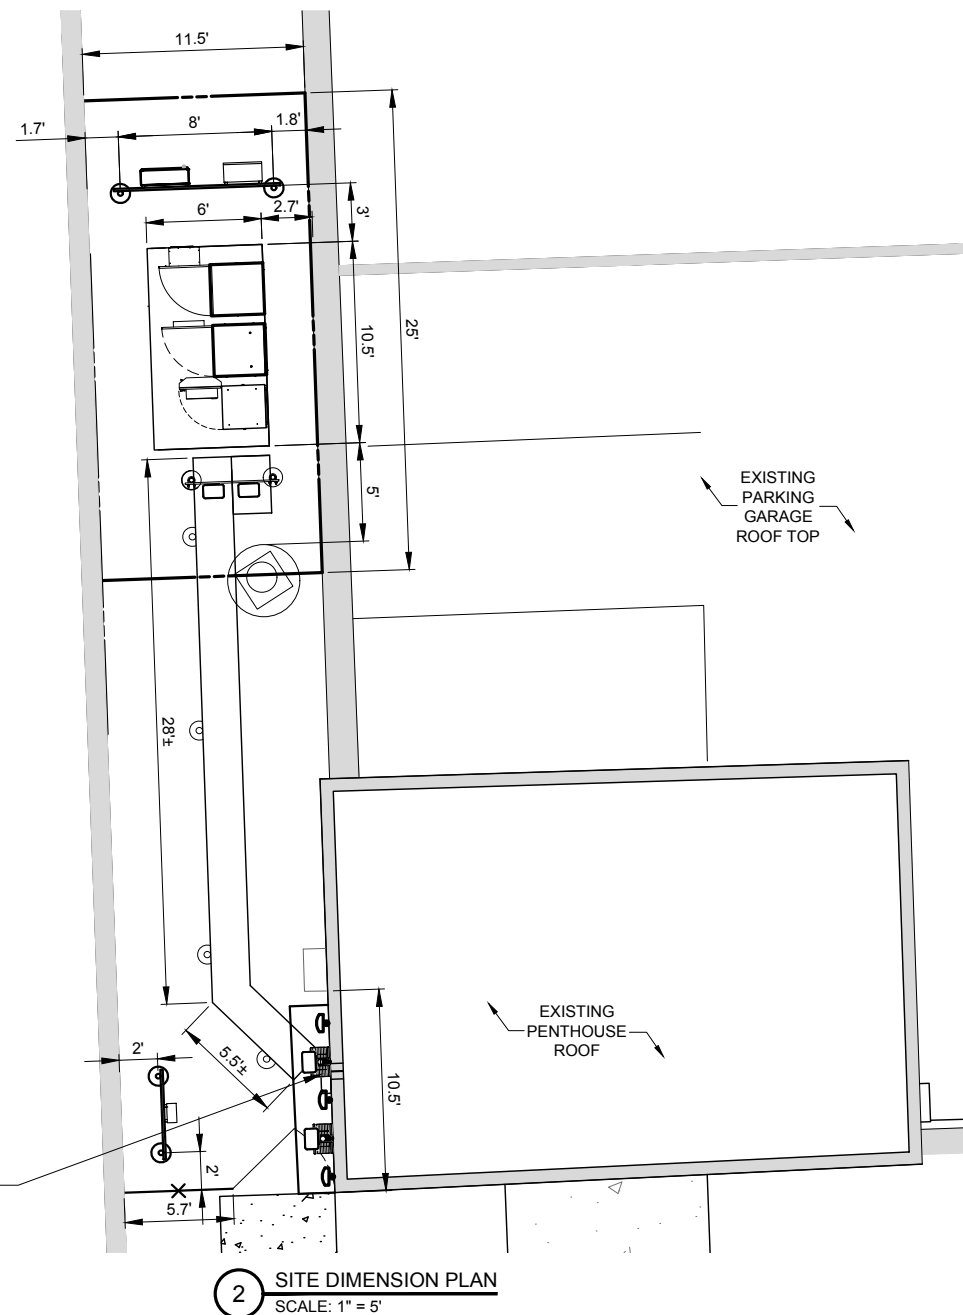 11.5'
1.7'
8'
1.8'
6'
2.7'
3'
10.5'
25'
5'
EXISTING
PARKING
GARAGE
ROOF TOP
28'±
EXISTING
PENTHOUSE
ROOF
5.5'±
2'
10.5'
2'
5.7'
2
SITE DIMENSION PLAN
SCALE: 1" = 5'